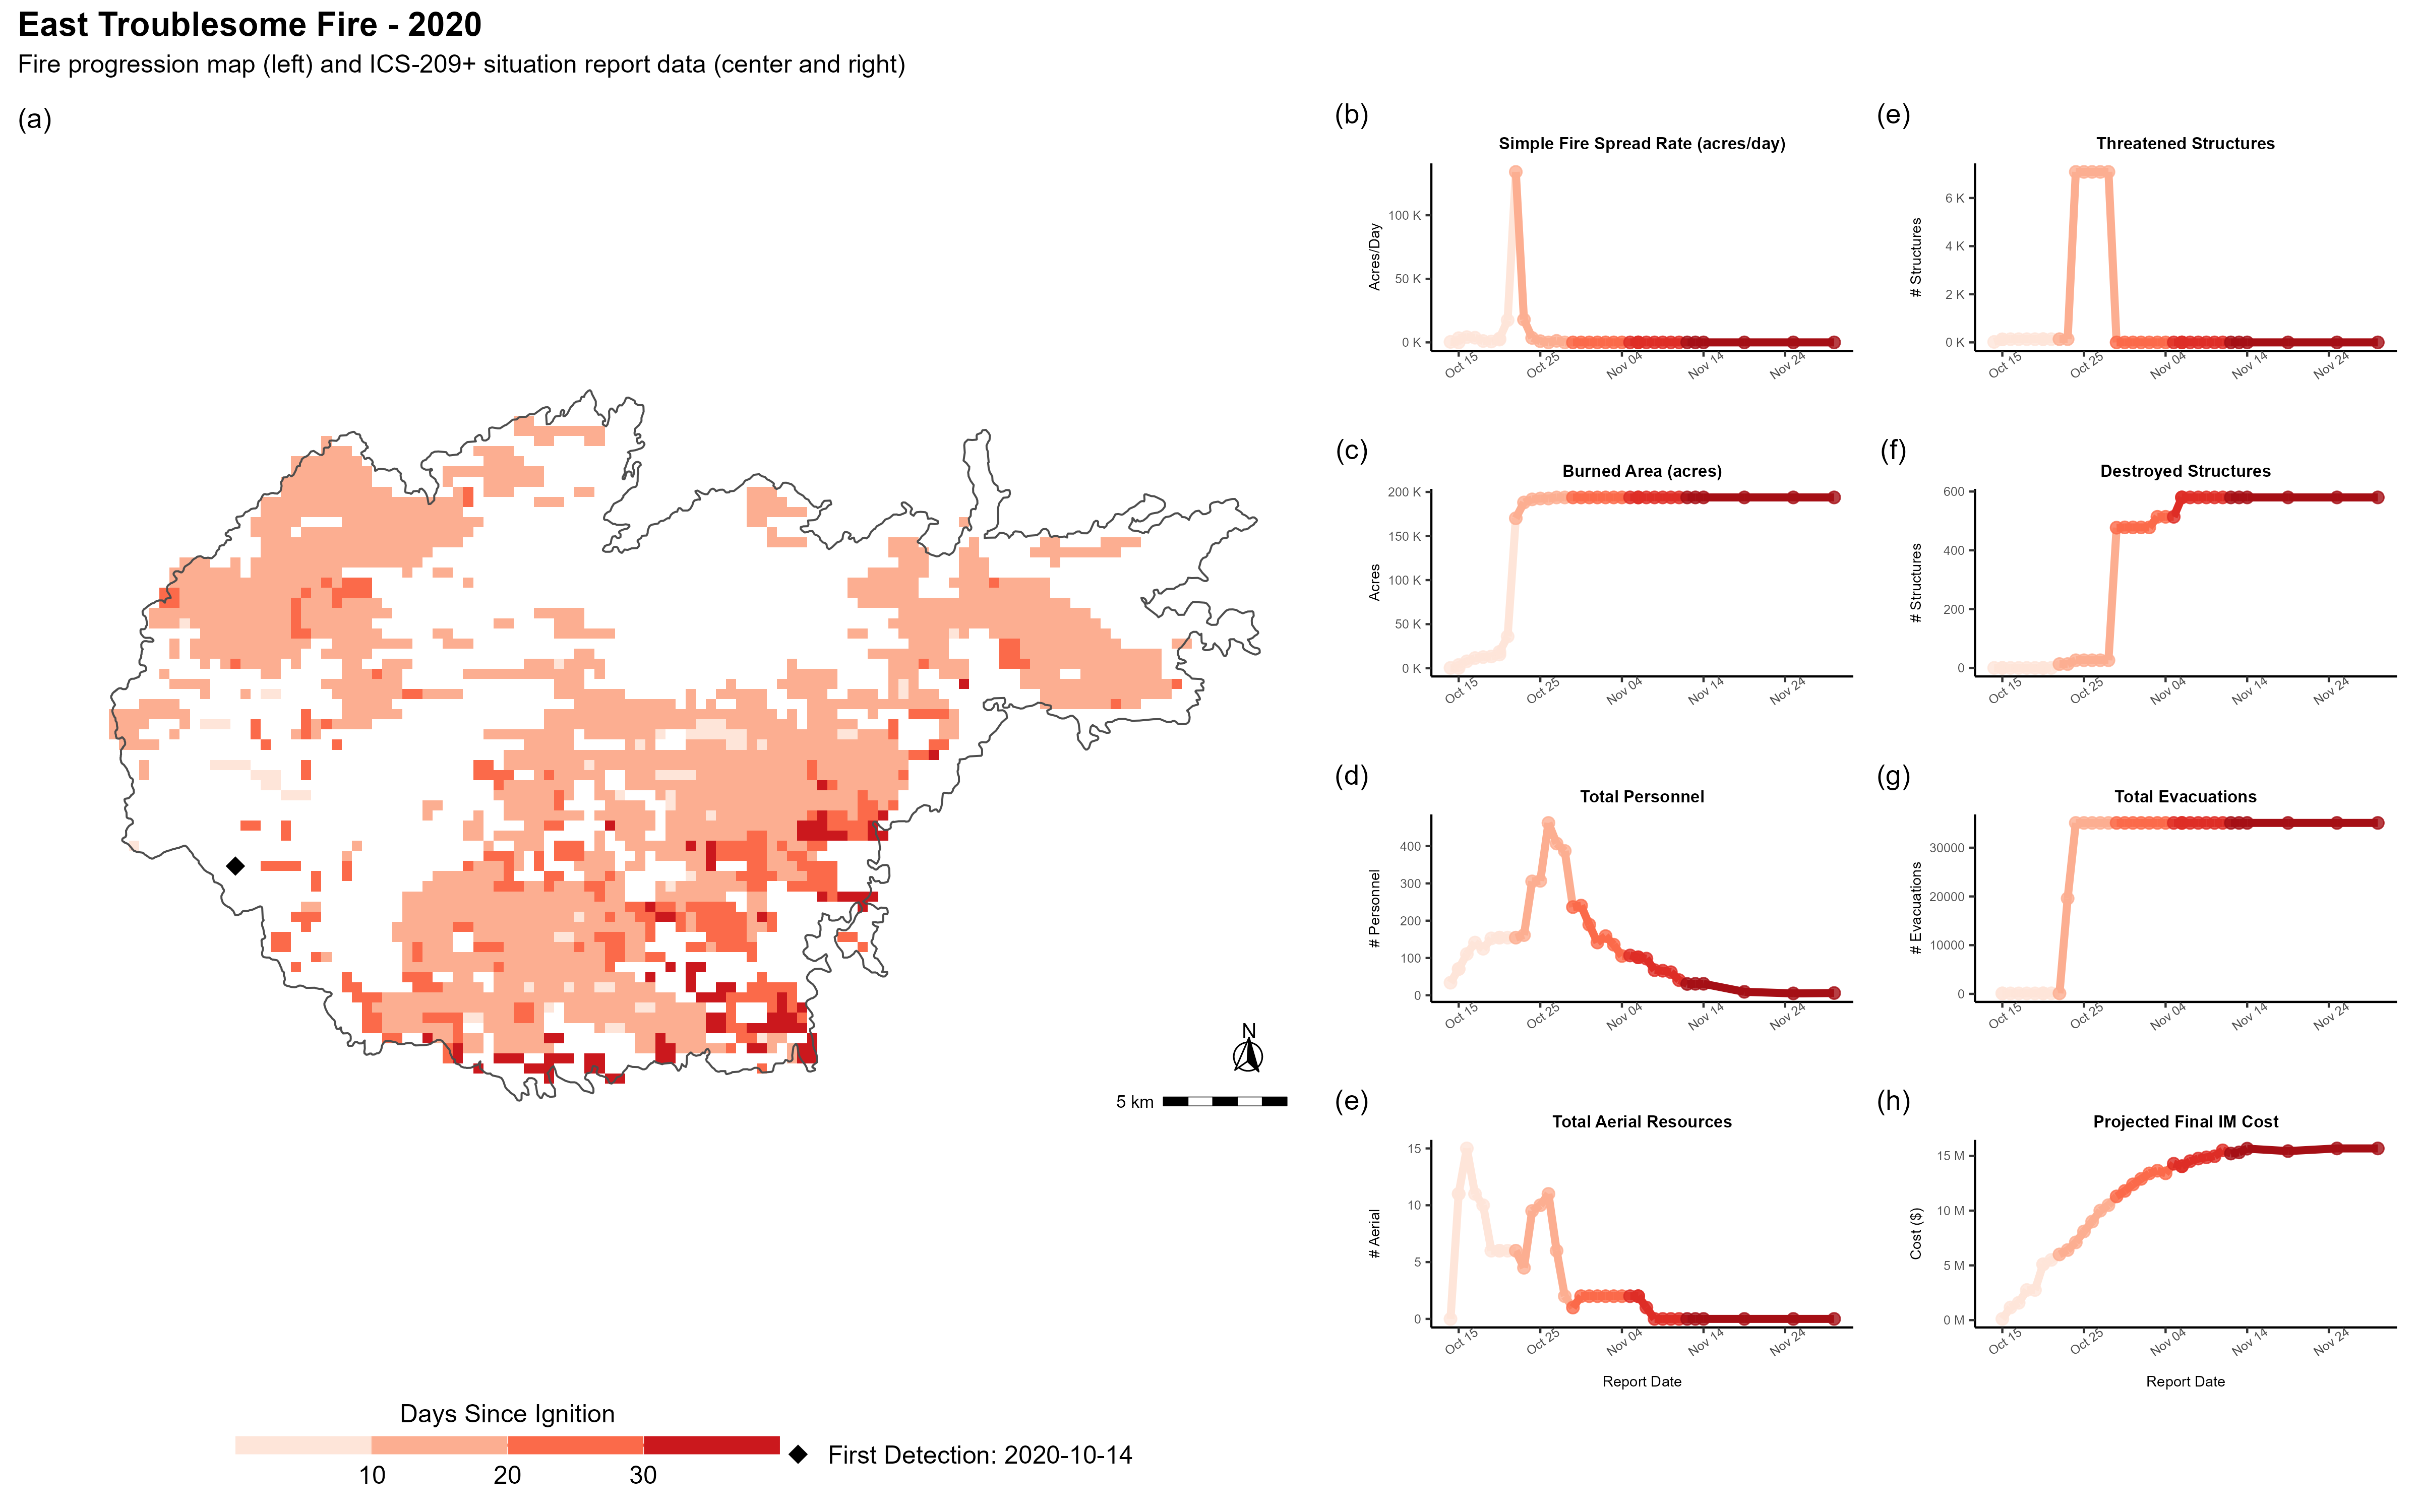 East Troublesome Fire - 2020
Fire progression map (left) and ICS-209+ situation report data (center and right)
(a)
N
5 km
Days Since Ignition
10 20 30
First Detection: 2020-10-14
(b)
Simple Fire Spread Rate (acres/day)
Acres/Day
100 K
50 K
0 K
Oct 15 Oct 25 Nov 04 Nov 14 Nov 24
(e)
Threatened Structures
# Structures
6 K
4 K
2 K
0 K
Oct 15 Oct 25 Nov 04 Nov 14 Nov 24
(c)
Burned Area (acres)
Acres
200 K
150 K
100 K
50 K
0 K
Oct 15 Oct 25 Nov 04 Nov 14 Nov 24
(f)
Destroyed Structures
# Structures
600
400
200
0
Oct 15 Oct 25 Nov 04 Nov 14 Nov 24
(d)
Total Personnel
# Personnel
400
300
200
100
0
Oct 15 Oct 25 Nov 04 Nov 14 Nov 24
(g)
Total Evacuations
# Evacuations
30000
20000
10000
0
Oct 15 Oct 25 Nov 04 Nov 14 Nov 24
(e)
Total Aerial Resources
# Aerial
15
10
5
0
Oct 15 Oct 25 Nov 04 Nov 14 Nov 24
Report Date
(h)
Projected Final IM Cost
Cost ($)
15 M
10 M
5 M
0 M
Oct 15 Oct 25 Nov 04 Nov 14 Nov 24
Report Date